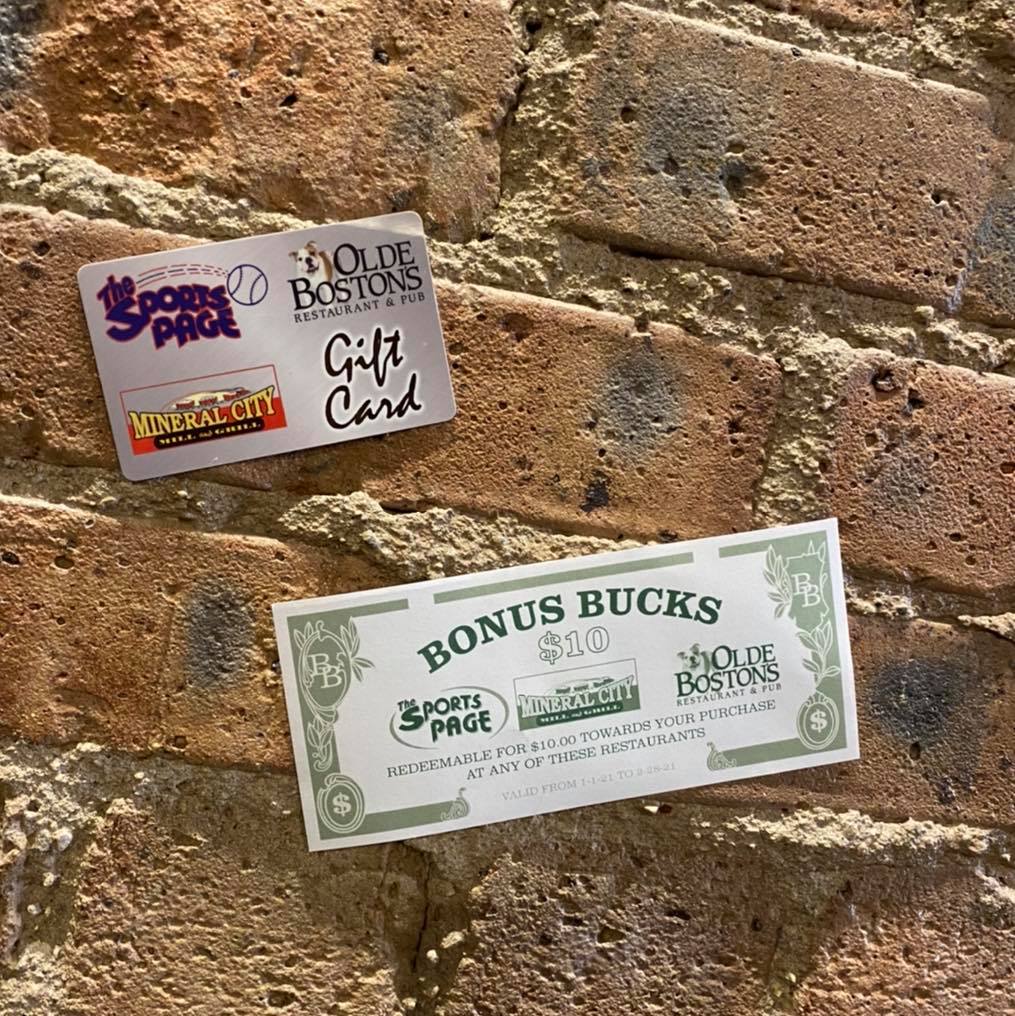 The
SPORTS
PAGE
OLDE
BOSTON'S
RESTAURANT & PUB
MINERAL CITY
MILL AND GRILL
Gift
Card
BONUS BUCKS
$10
BB
BB
The
SPORTS
PAGE
MINERAL CITY
MILL AND GRILL
OLDE
BOSTON'S
RESTAURANT & PUB
REDEEMABLE FOR $10.00 TOWARDS YOUR PURCHASE
AT ANY OF THESE RESTAURANTS
VALID FROM 1-1-21 TO 2-28-21
$
$